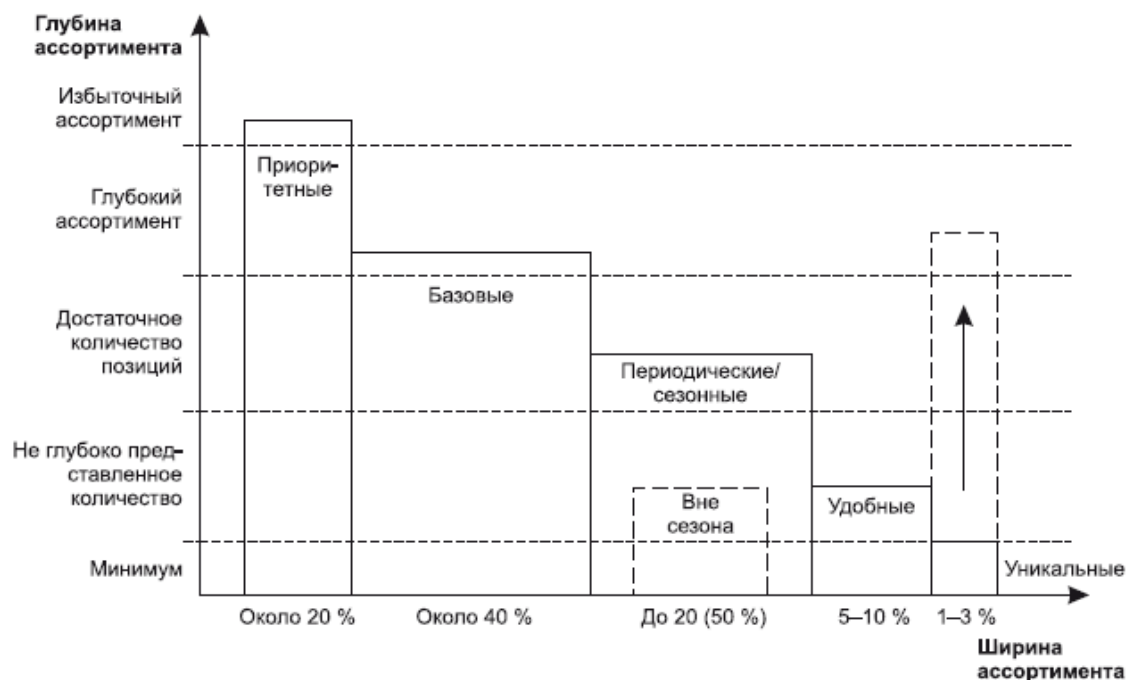 Глубина
ассортимента
Избыточный
ассортимент
Приори-
тетные
Глубокий
ассортимент
Базовые
Достаточное
количество
позиций
Периодические/
сезонные
Не глубоко пред-
ставленное
количество
Вне
сезона
Удобные
Минимум
Уникальные
Около 20 %
Около 40 %
До 20 (50 %)
5–10 %
1–3 %
Ширина
ассортимента